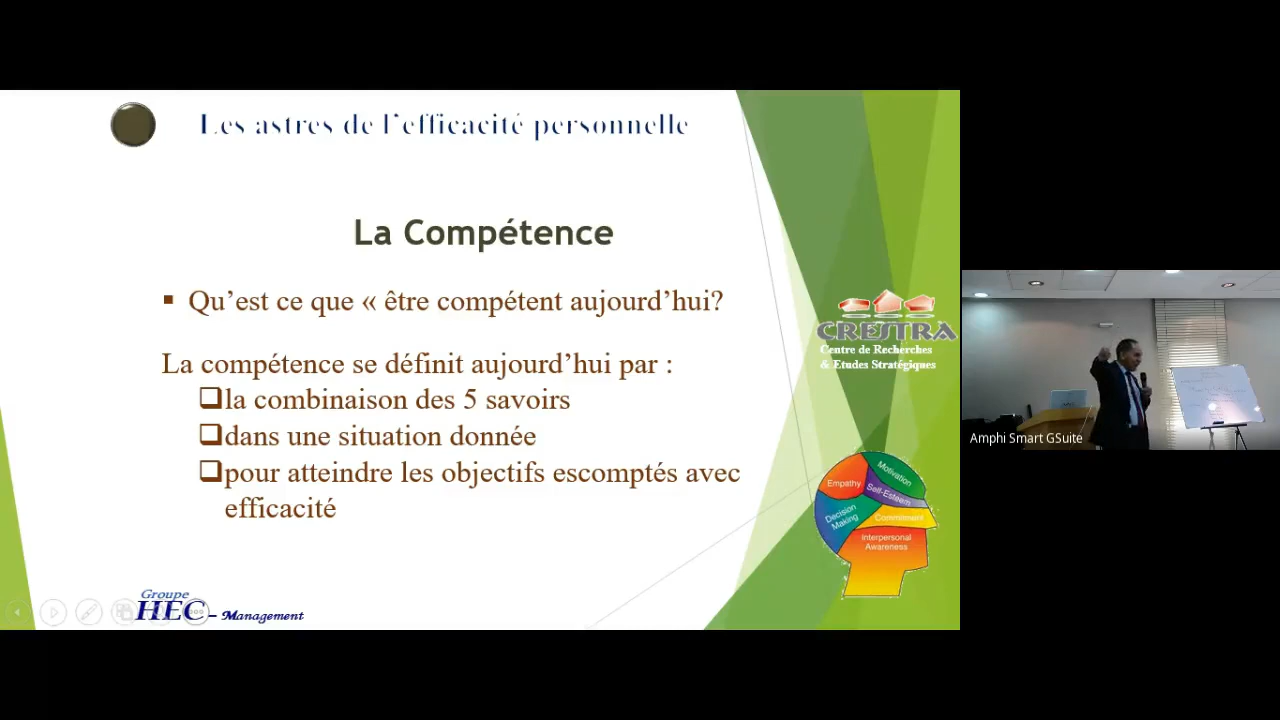 Les astres de l'efficacité personnelle
La Compétence
▪ Qu'est ce que « être compétent aujourd'hui?
La compétence se définit aujourd'hui par :
❑la combinaison des 5 savoirs
❑dans une situation donnée
❑pour atteindre les objectifs escomptés avec
efficacité
CRESTRA
Centre de Recherches
& Etudes Stratégiques
Motivation
Empathy
Self-Esteem
Decision
Making
Commitment
Interpersonal
Awareness
Groupe
HEC - Management
Amphi Smart GSuite